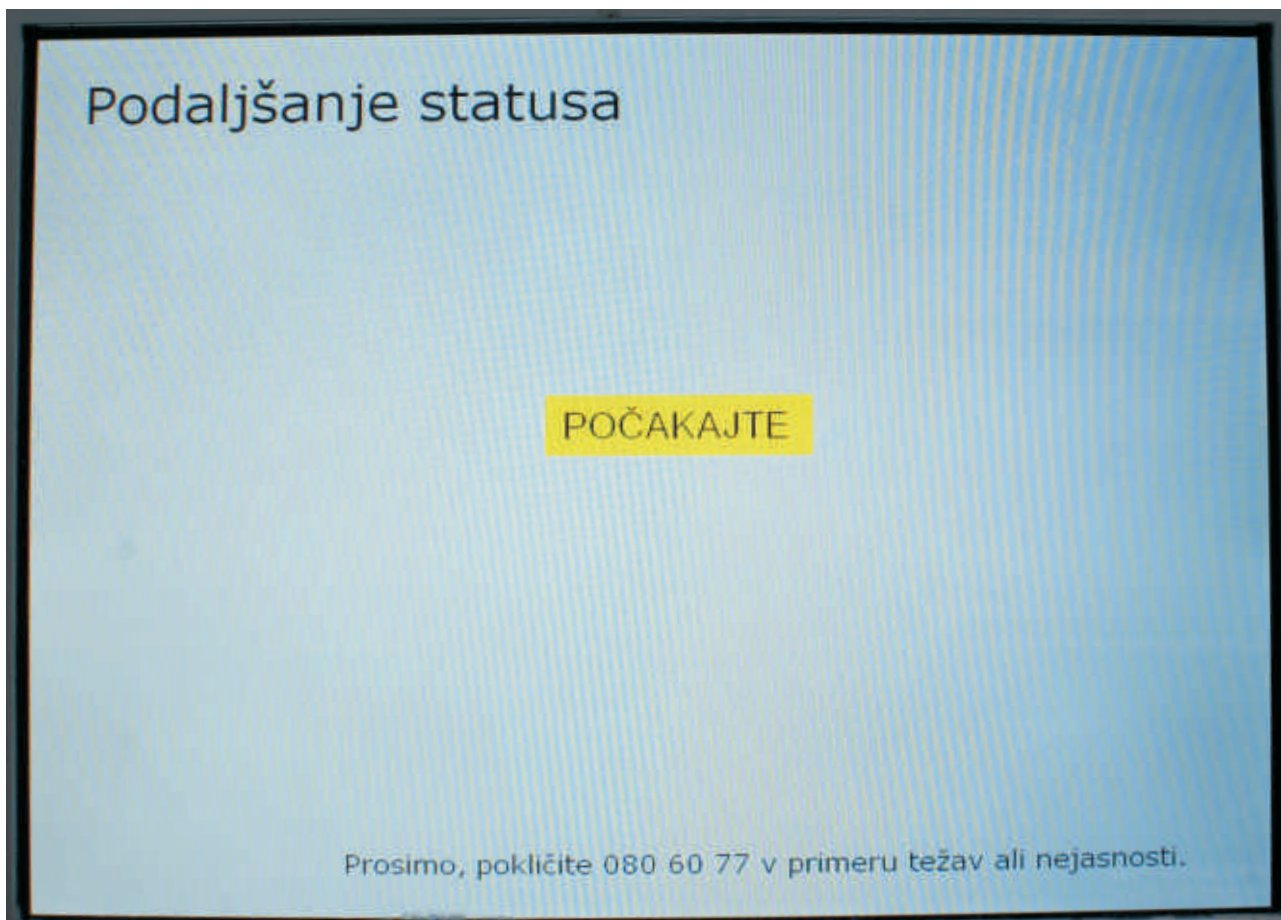 Podaljšanje statusa
POČAKAJTE
Prosimo, pokličite 080 60 77 v primeru težav ali nejasnosti.